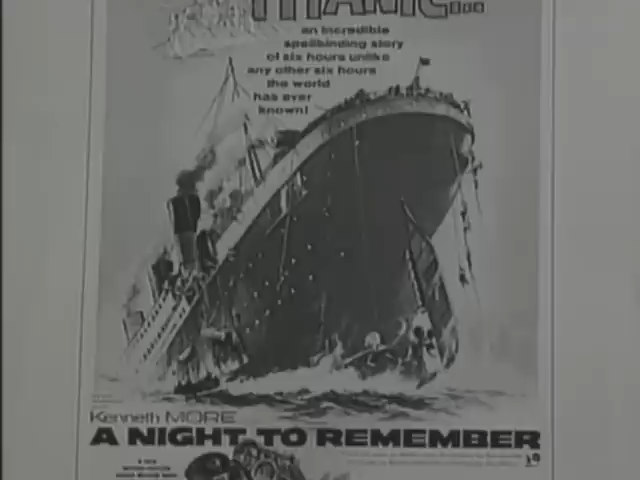 TITANIC...
an incredible
spellbinding story
of six hours unlike
any other six hours
the world
has ever
known!
Kenneth MORE
A NIGHT TO REMEMBER